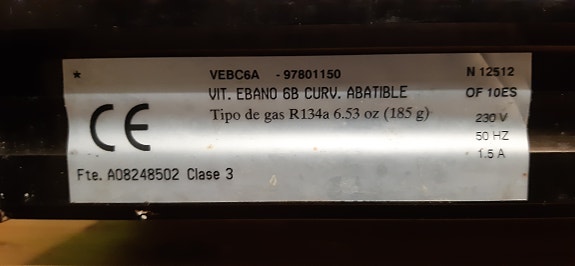 * VEBC6A - 97801150 N 12512
VIT. EBANO 6B CURV. ABATIBLE OF 10ES
CE Tipo de gas R134a 6.53 oz (185 g) 230 V
50 HZ
1.5 A
Fte. A08248502 Clase 3